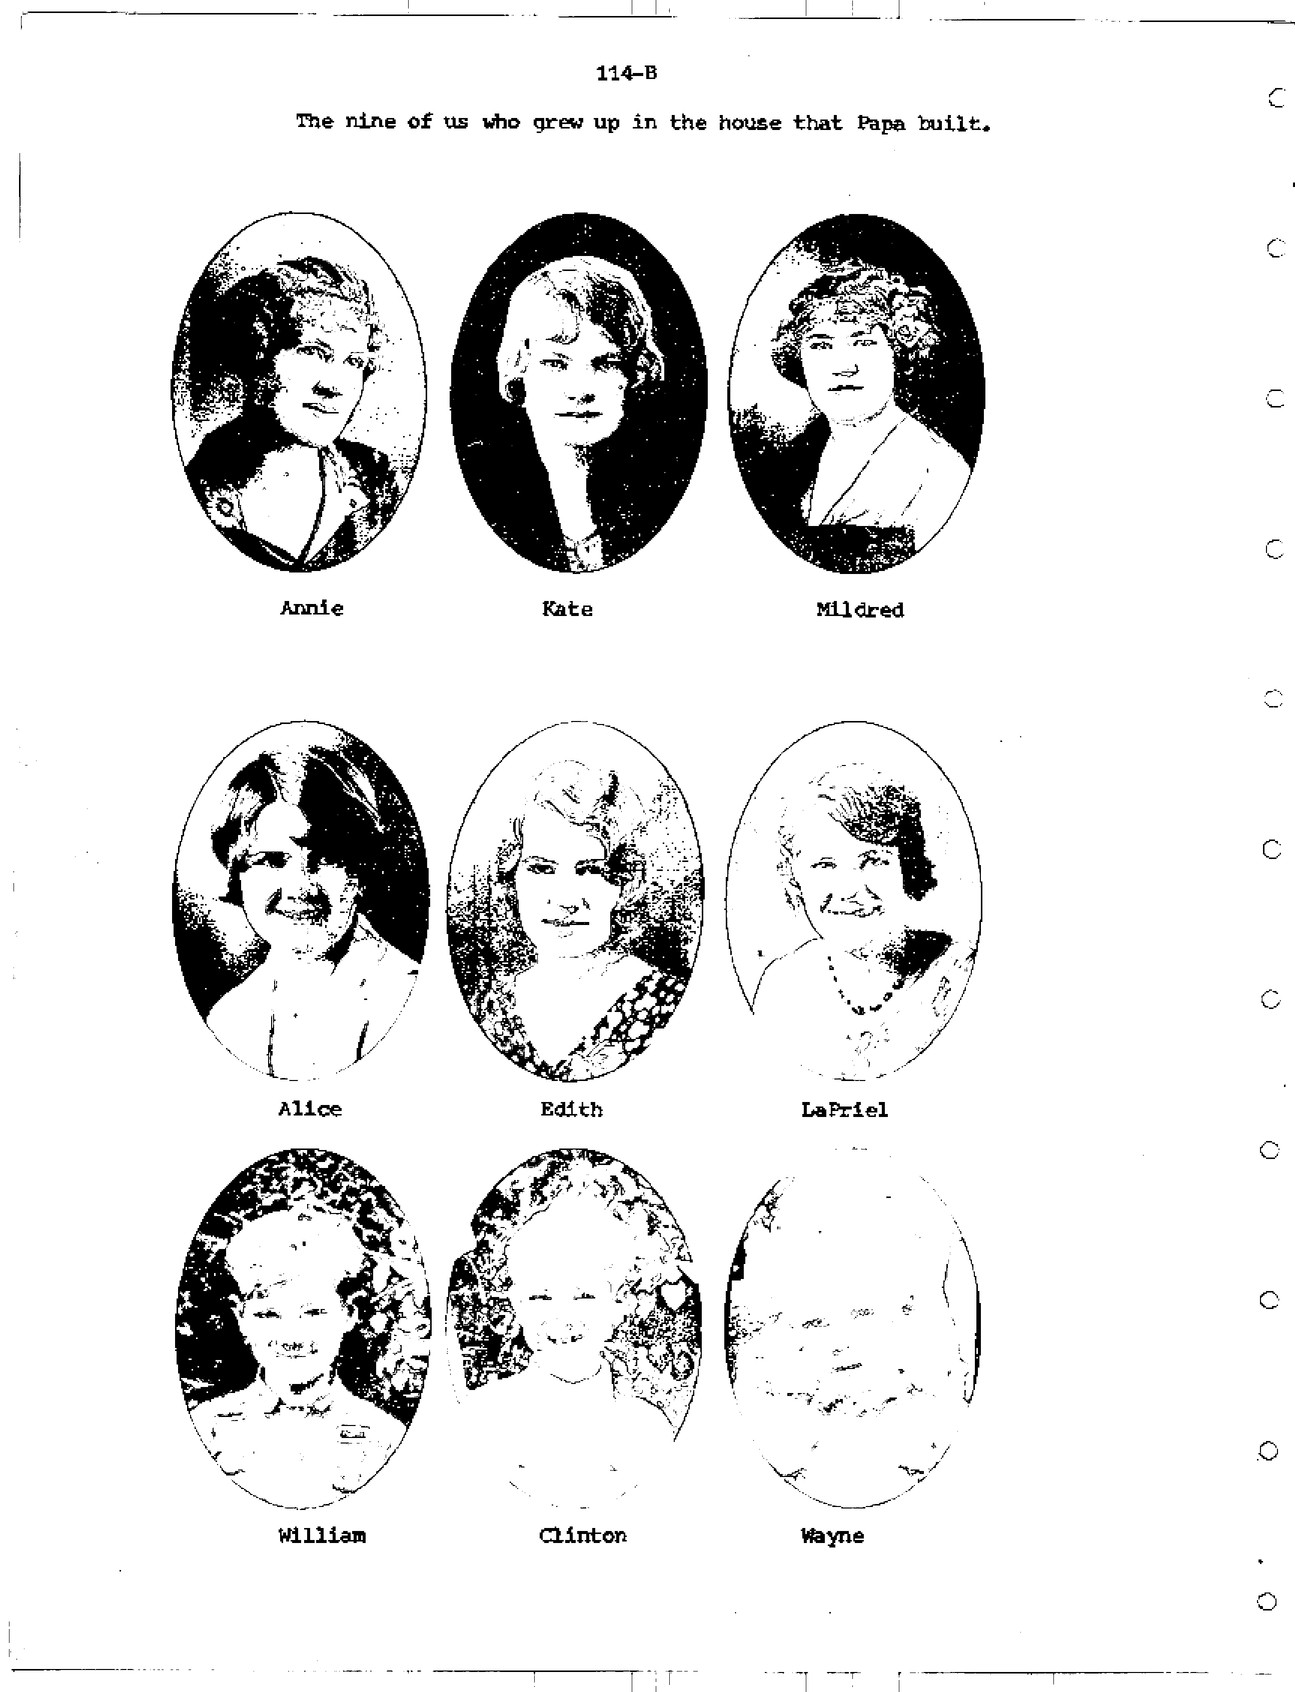 114-B
The nine of us who grew up in the house that Papa built.
Annie Kate Mildred
Alice Edith LaPriel
William Clinton Wayne